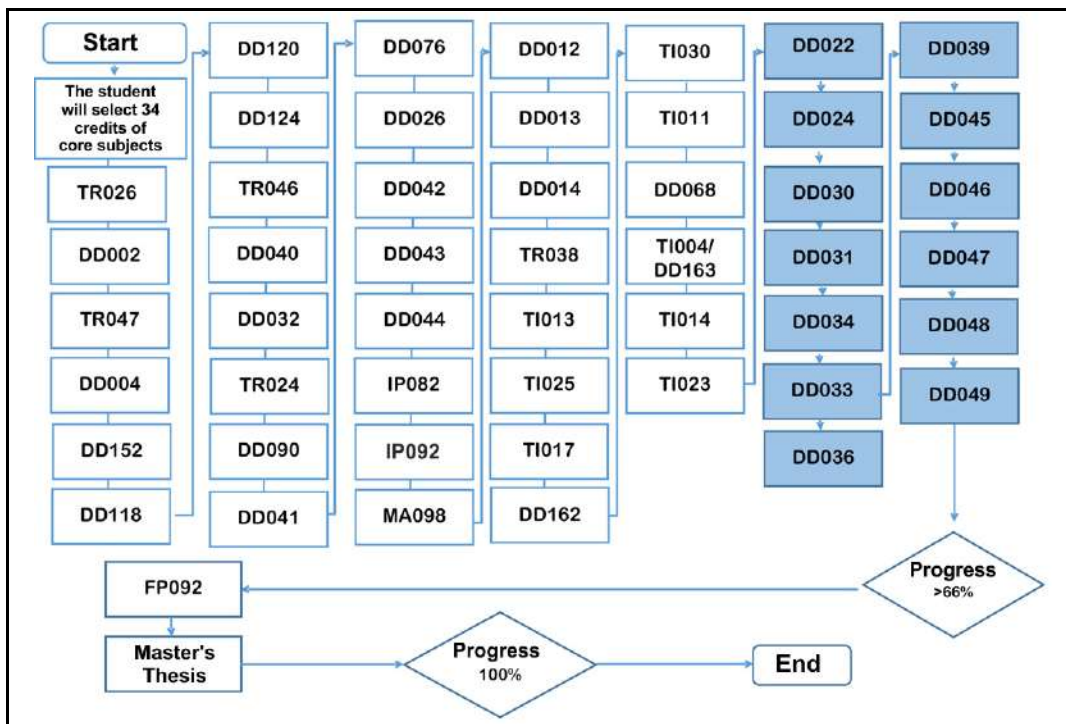 Start
The student
will select 34
credits of
core subjects
TR026
DD002
TR047
DD004
DD152
DD118
DD120
DD124
TR046
DD040
DD032
TR024
DD090
DD041
DD076
DD026
DD042
DD043
DD044
IP082
IP092
MA098
DD012
DD013
DD014
TR038
TI013
TI025
TI017
DD162
TI030
TI011
DD068
TI004/
DD163
TI014
TI023
DD022
DD024
DD030
DD031
DD034
DD033
DD036
DD039
DD045
DD046
DD047
DD048
DD049
Progress
>66%
FP092
Master's
Thesis
Progress
100%
End